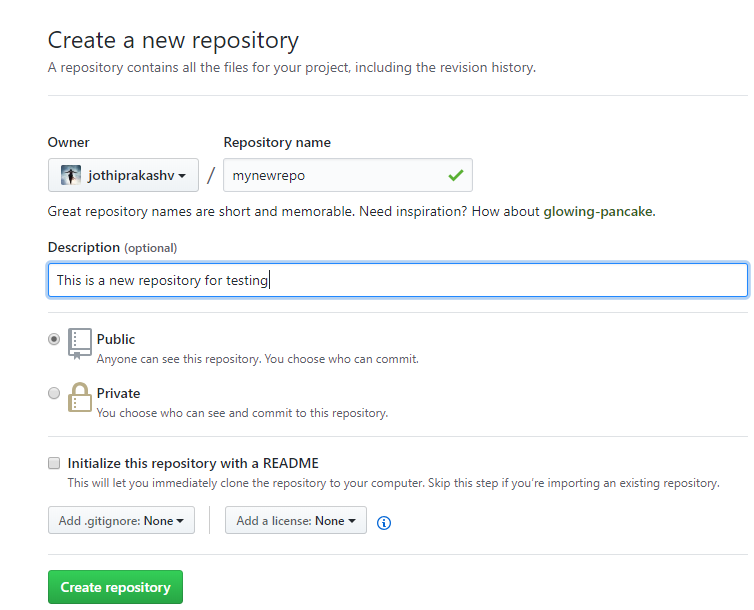 Create a new repository
A repository contains all the files for your project, including the revision history.
Owner Repository name
jothiprakashv / mynewrepo
Great repository names are short and memorable. Need inspiration? How about glowing-pancake.
Description (optional)
This is a new repository for testing
Public
Anyone can see this repository. You choose who can commit.
Private
You choose who can see and commit to this repository.
Initialize this repository with a README
This will let you immediately clone the repository to your computer. Skip this step if you're importing an existing repository.
Add .gitignore: None Add a license: None
Create repository